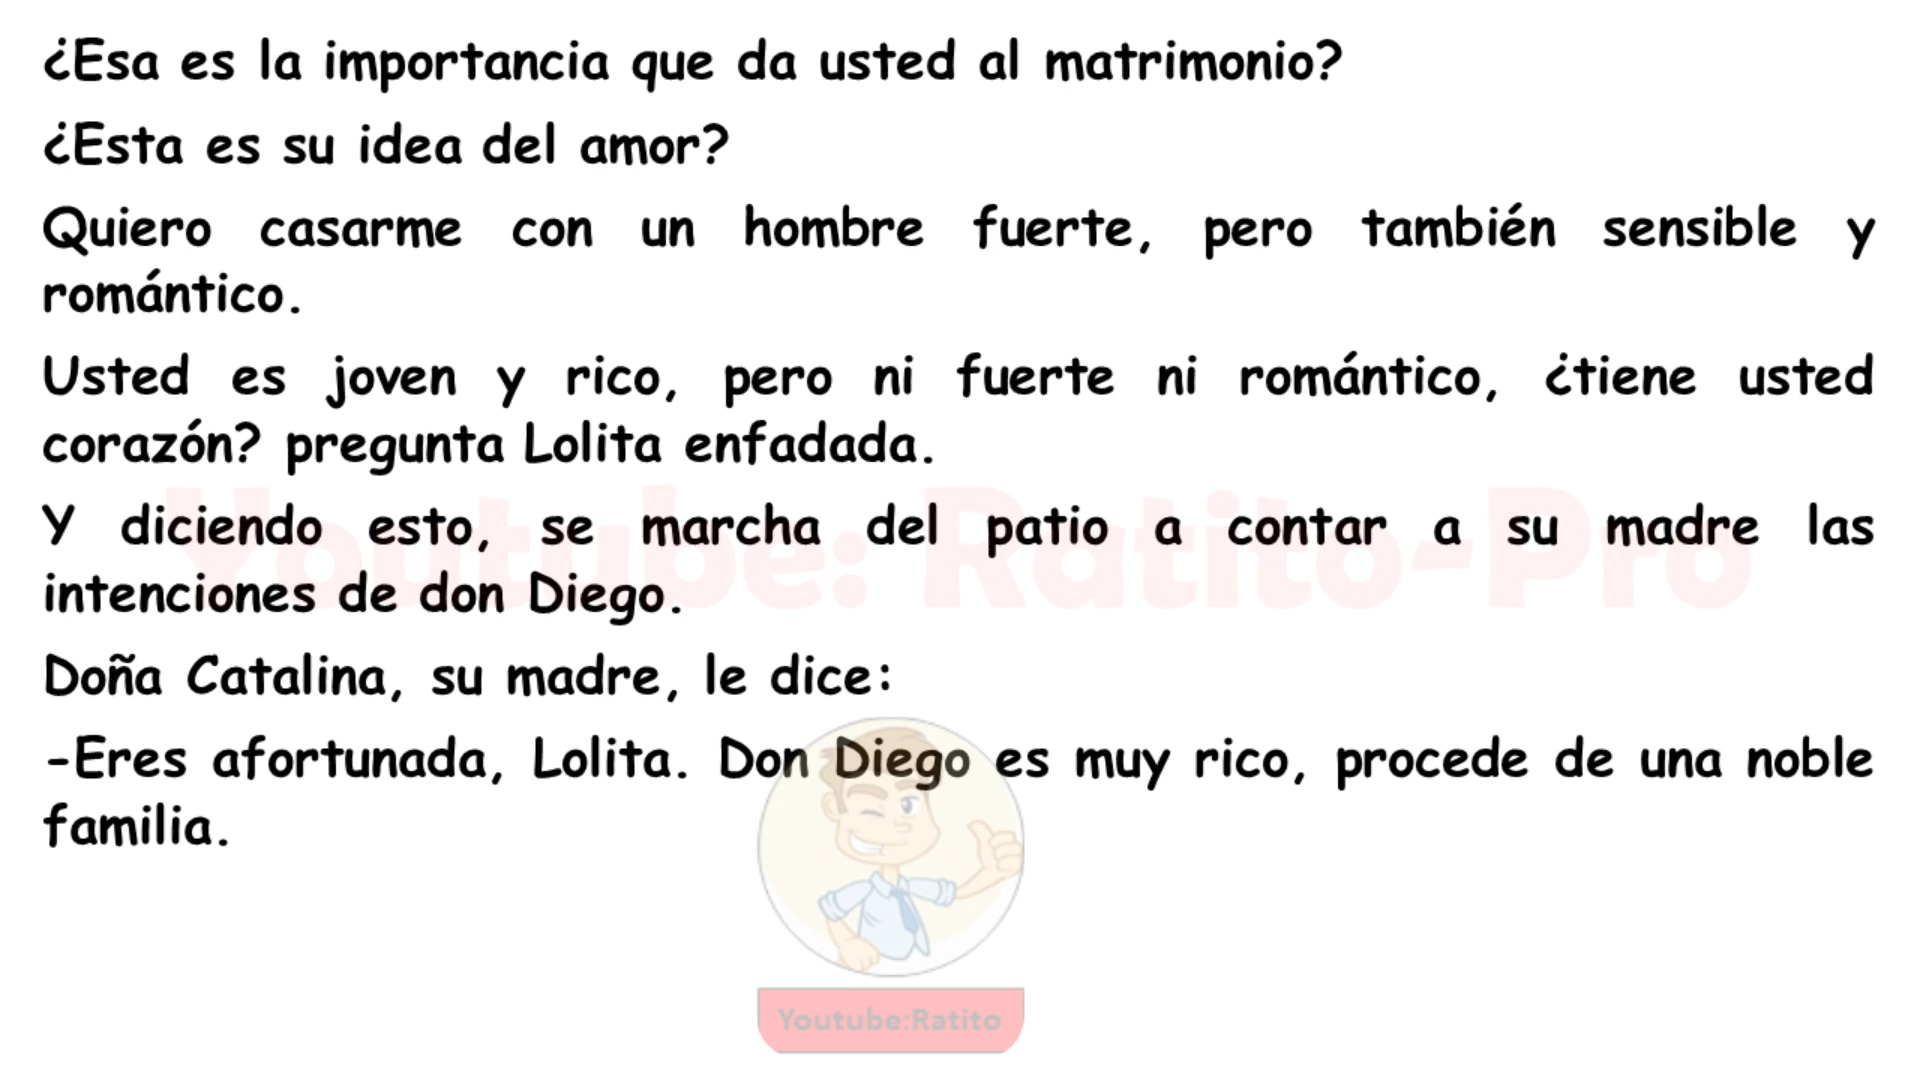 ¿Esa es la importancia que da usted al matrimonio?
¿Esta es su idea del amor?
Quiero casarme con un hombre fuerte, pero también sensible y
romántico.
Usted es joven y rico, pero ni fuerte ni romántico, ¿tiene usted
corazón? pregunta Lolita enfadada.
Y diciendo esto, se marcha del patio a contar a su madre las
intenciones de don Diego.
Youtube: Ratito-Pro
Doña Catalina, su madre, le dice:
-Eres afortunada, Lolita. Don Diego es muy rico, procede de una noble
familia.
Youtube:Ratito